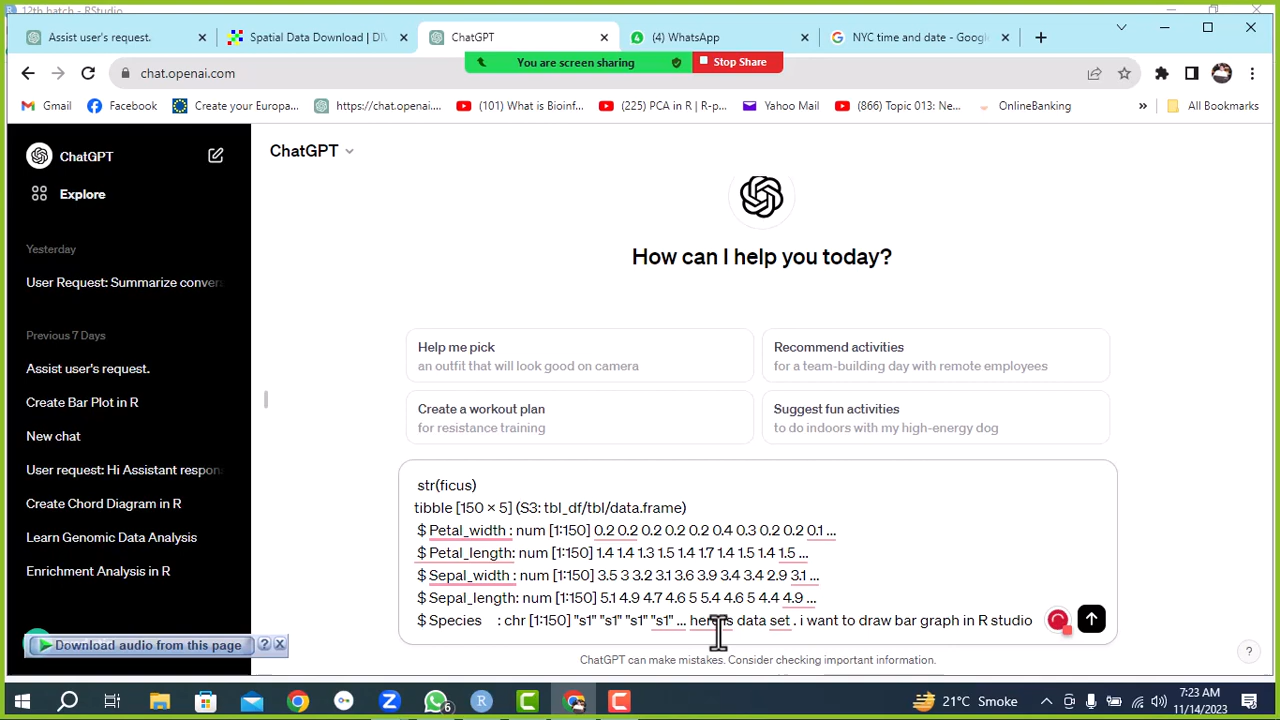 12th batch - RStudio
Assist user's request.
Spatial Data Download | DIV
ChatGPT
(4) WhatsApp
NYC time and date - Google
chat.openai.com
You are screen sharing
Stop Share
Gmail
Facebook
Create your Europa...
https://chat.openai....
(101) What is Bioinf...
(225) PCA in R | R-p...
Yahoo Mail
(866) Topic 013: Ne...
OnlineBanking
»
All Bookmarks
ChatGPT
Explore
Yesterday
User Request: Summarize conver
Previous 7 Days
Assist user's request.
Create Bar Plot in R
New chat
User request: Hi Assistant respon
Create Chord Diagram in R
Learn Genomic Data Analysis
Enrichment Analysis in R
Download audio from this page
?
ChatGPT
How can I help you today?
Help me pick
an outfit that will look good on camera
Recommend activities
for a team-building day with remote employees
Create a workout plan
for resistance training
Suggest fun activities
to do indoors with my high-energy dog
str(ficus)
tibble [150 × 5] (S3: tbl_df/tbl/data.frame)
$ Petal_width : num [1:150] 0.2 0.2 0.2 0.2 0.2 0.4 0.3 0.2 0.2 0.1 ...
$ Petal_length: num [1:150] 1.4 1.4 1.3 1.5 1.4 1.7 1.4 1.5 1.4 1.5 ...
$ Sepal_width : num [1:150] 3.5 3 3.2 3.1 3.6 3.9 3.4 3.4 2.9 3.1 ...
$ Sepal_length: num [1:150] 5.1 4.9 4.7 4.6 5 5.4 4.6 5 4.4 4.9 ...
$ Species : chr [1:150] "s1" "s1" "s1" "s1" ... here is data set . i want to draw bar graph in R studio
ChatGPT can make mistakes. Consider checking important information.
?
6
21°C Smoke
7:23 AM
11/14/2023